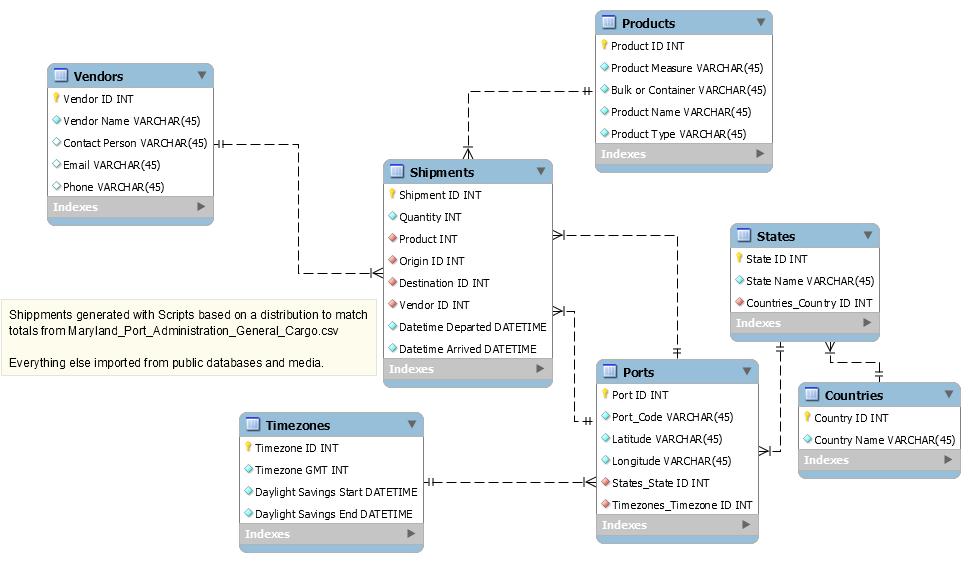 Products
Product ID INT
Product Measure VARCHAR(45)
Bulk or Container VARCHAR(45)
Product Name VARCHAR(45)
Product Type VARCHAR(45)
Indexes
Vendors
Vendor ID INT
Vendor Name VARCHAR(45)
Contact Person VARCHAR(45)
Email VARCHAR(45)
Phone VARCHAR(45)
Indexes
Shipments
Shipment ID INT
Quantity INT
Product INT
Origin ID INT
Destination ID INT
Vendor ID INT
Datetime Departed DATETIME
Datetime Arrived DATETIME
Indexes
States
State ID INT
State Name VARCHAR(45)
Countries_Country ID INT
Indexes
Shippments generated with Scripts based on a distribution to match
totals from Maryland_Port_Administration_General_Cargo.csv
Everything else imported from public databases and media.
Ports
Port ID INT
Port_Code VARCHAR(45)
Latitude VARCHAR(45)
Longitude VARCHAR(45)
States_State ID INT
Timezones_Timezone ID INT
Indexes
Countries
Country ID INT
Country Name VARCHAR(45)
Indexes
Timezones
Timezone ID INT
Timezone GMT INT
Daylight Savings Start DATETIME
Daylight Savings End DATETIME
Indexes